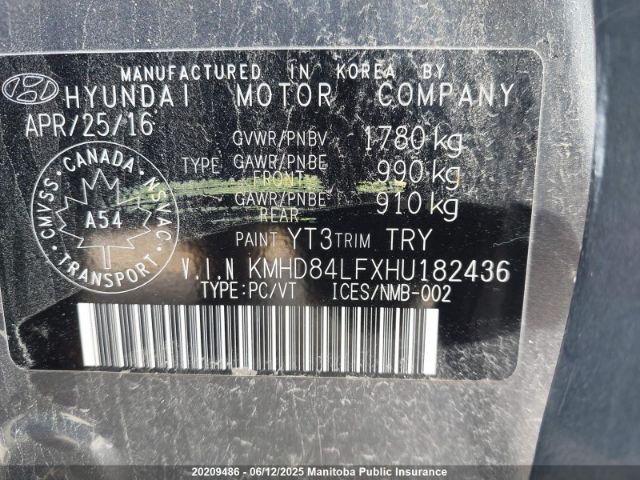 MANUFACTURED IN KOREA BY
HYUNDAI MOTOR COMPANY
APR/25/16
GVWR/PNBV 1780 kg
TYPE GAWR/PNBE FRONT 990 kg
GAWR/PNBE REAR 910 kg
CANADA
CMVSS NSVAC
A54
TRANSPORT
PAINT YT3 TRIM TRY
V.I.N KMHD84LFXHU182436
TYPE:PC/VT ICES/NMB-002
20209486 - 06/12/2025 Manitoba Public Insurance